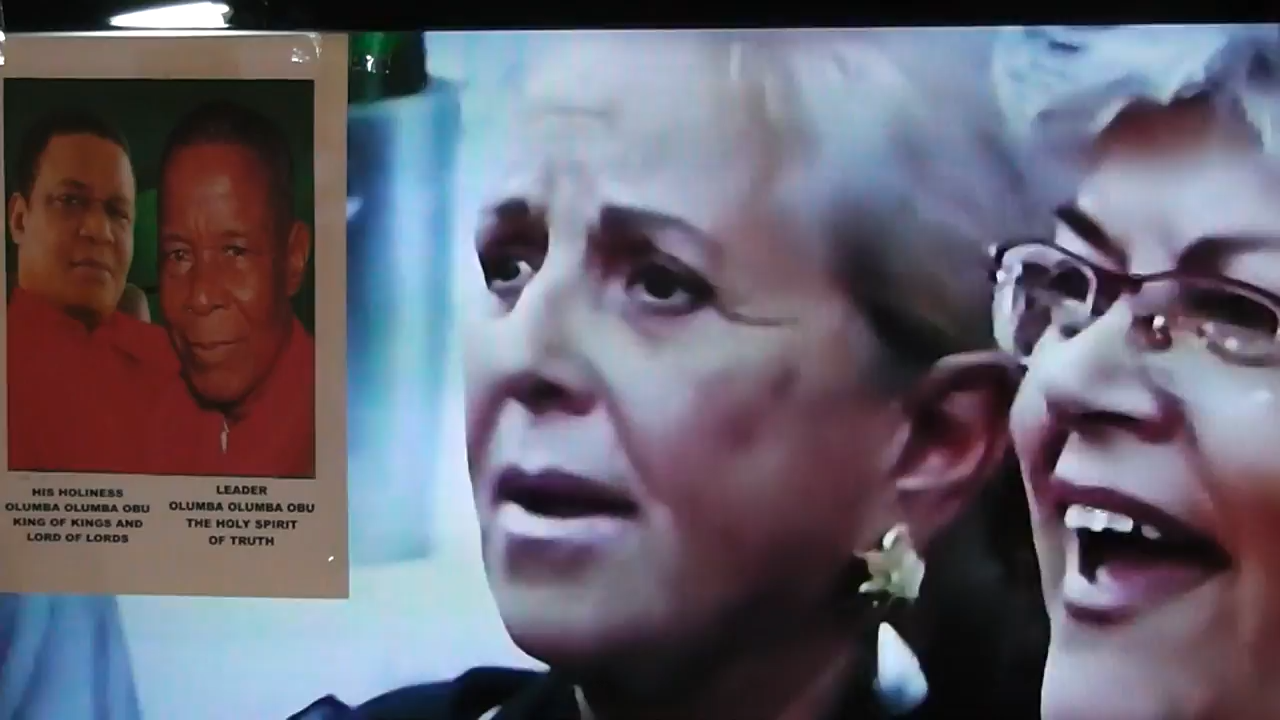 HIS HOLINESS
OLUMBA OLUMBA OBU
KING OF KINGS AND
LORD OF LORDS
LEADER
OLUMBA OLUMBA OBU
THE HOLY SPIRIT
OF TRUTH